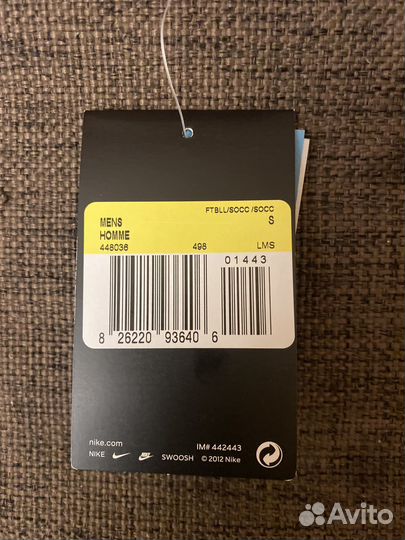 FTBLL/SOCC /SOCC
MENS S
HOMME
448036 498 LMS
01443
8 26220 93640 6
nike.com IM# 442443
NIKE SWOOSH © 2012 Nike
Avito